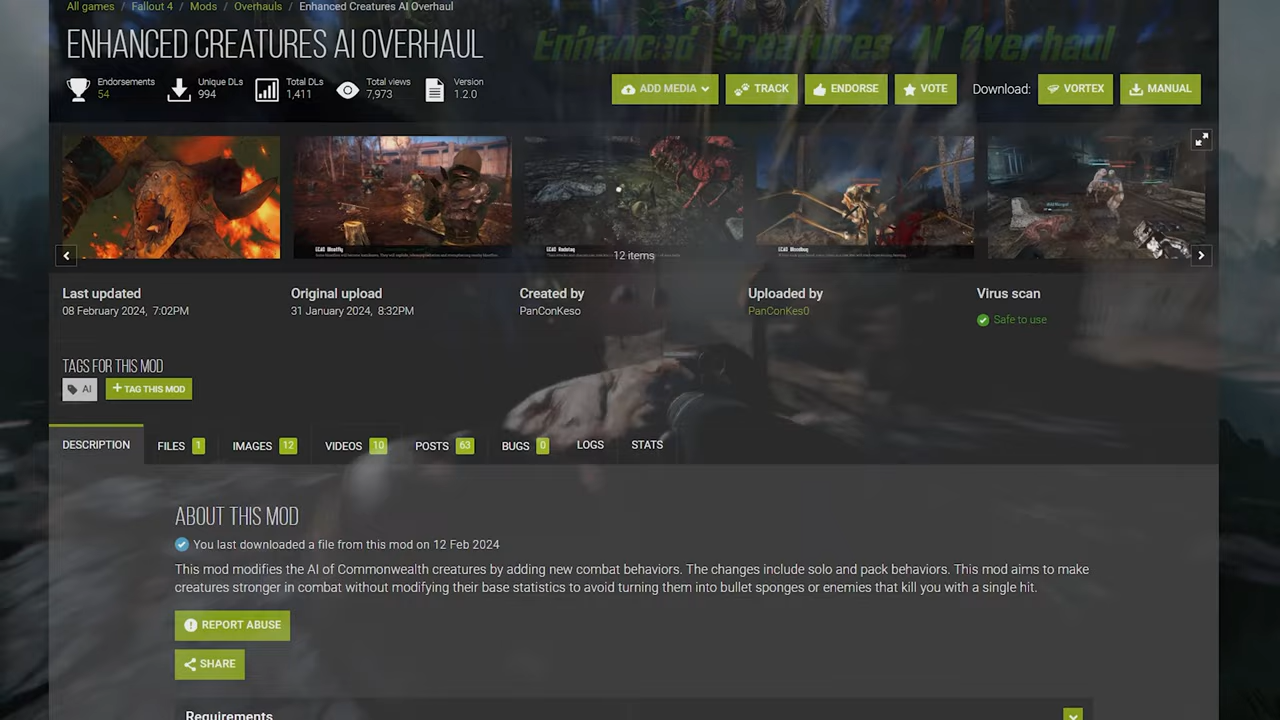 All games / Fallout 4 / Mods / Overhauls / Enhanced Creatures AI Overhaul
Enhanced Creatures AI Overhaul
ENHANCED CREATURES AI OVERHAUL
Endorsements
54
Unique DLs
994
Total DLs
1,411
Total views
7,973
Version
1.2.0
ADD MEDIA
TRACK
ENDORSE
VOTE
Download:
VORTEX
MANUAL
12 items
Last updated
08 February 2024, 7:02PM
Original upload
31 January 2024, 8:32PM
Created by
PanConKeso
Uploaded by
PanConKes0
Virus scan
Safe to use
TAGS FOR THIS MOD
AI
+ TAG THIS MOD
DESCRIPTION
FILES 1
IMAGES 12
VIDEOS 10
POSTS 63
BUGS 0
LOGS
STATS
ABOUT THIS MOD
You last downloaded a file from this mod on 12 Feb 2024
This mod modifies the AI of Commonwealth creatures by adding new combat behaviors. The changes include solo and pack behaviors. This mod aims to make
creatures stronger in combat without modifying their base statistics to avoid turning them into bullet sponges or enemies that kill you with a single hit.
REPORT ABUSE
SHARE
Requirements